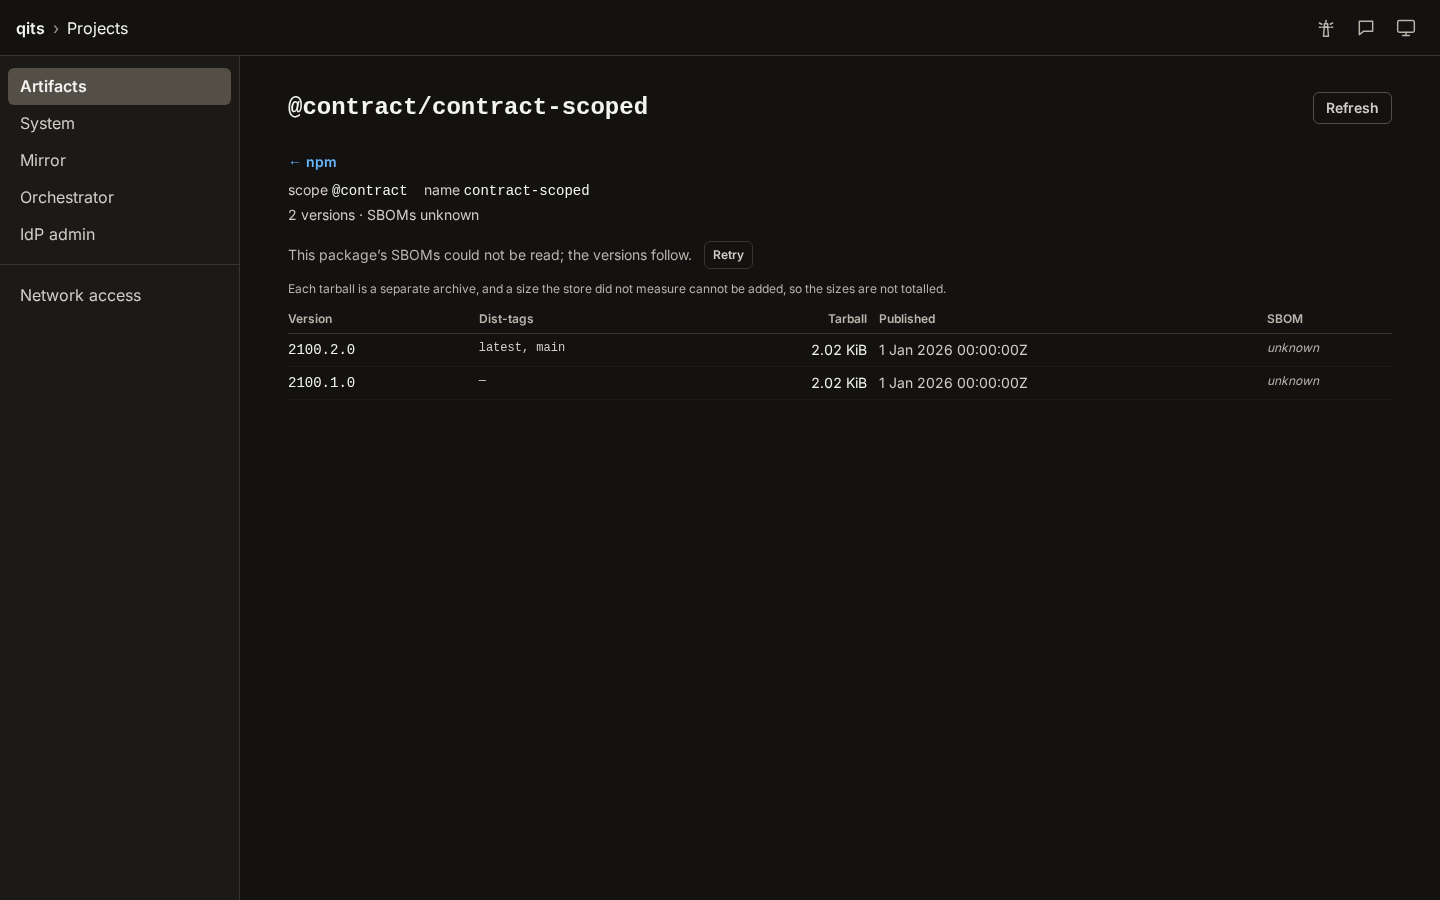 qits › Projects
Artifacts
System
Mirror
Orchestrator
IdP admin
Network access
@contract/contract-scoped
Refresh
← npm
scope @contract name contract-scoped
2 versions · SBOMs unknown
This package’s SBOMs could not be read; the versions follow. Retry
Each tarball is a separate archive, and a size the store did not measure cannot be added, so the sizes are not totalled.
Version Dist-tags Tarball Published SBOM
2100.2.0 latest, main 2.02 KiB 1 Jan 2026 00:00:00Z unknown
2100.1.0 — 2.02 KiB 1 Jan 2026 00:00:00Z unknown